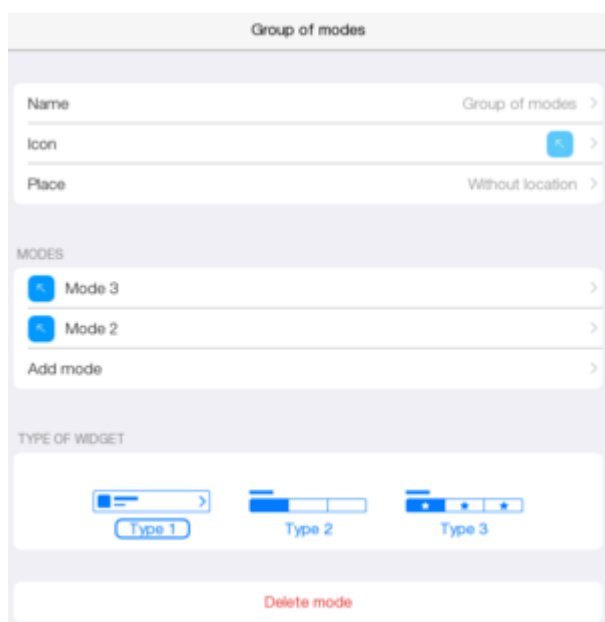 Group of modes
Name Group of modes
Icon
Place Without location
MODES
Mode 3
Mode 2
Add mode
TYPE OF WIDGET
Type 1 Type 2 Type 3
Delete mode